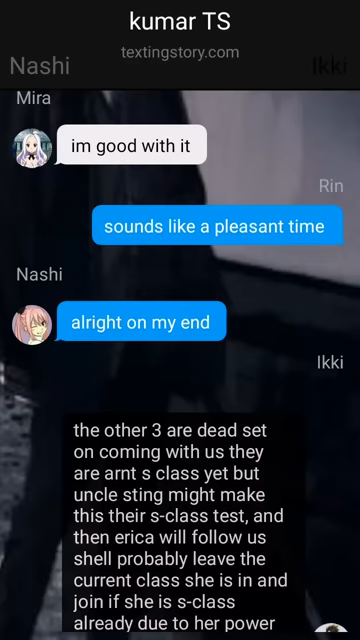 kumar TS
textingstory.com
Nashi
Ikki
Mira
im good with it
Rin
sounds like a pleasant time
Nashi
alright on my end
Ikki
the other 3 are dead set
on coming with us they
are arnt s class yet but
uncle sting might make
this their s-class test, and
then erica will follow us
shell probably leave the
current class she is in and
join if she is s-class
already due to her power